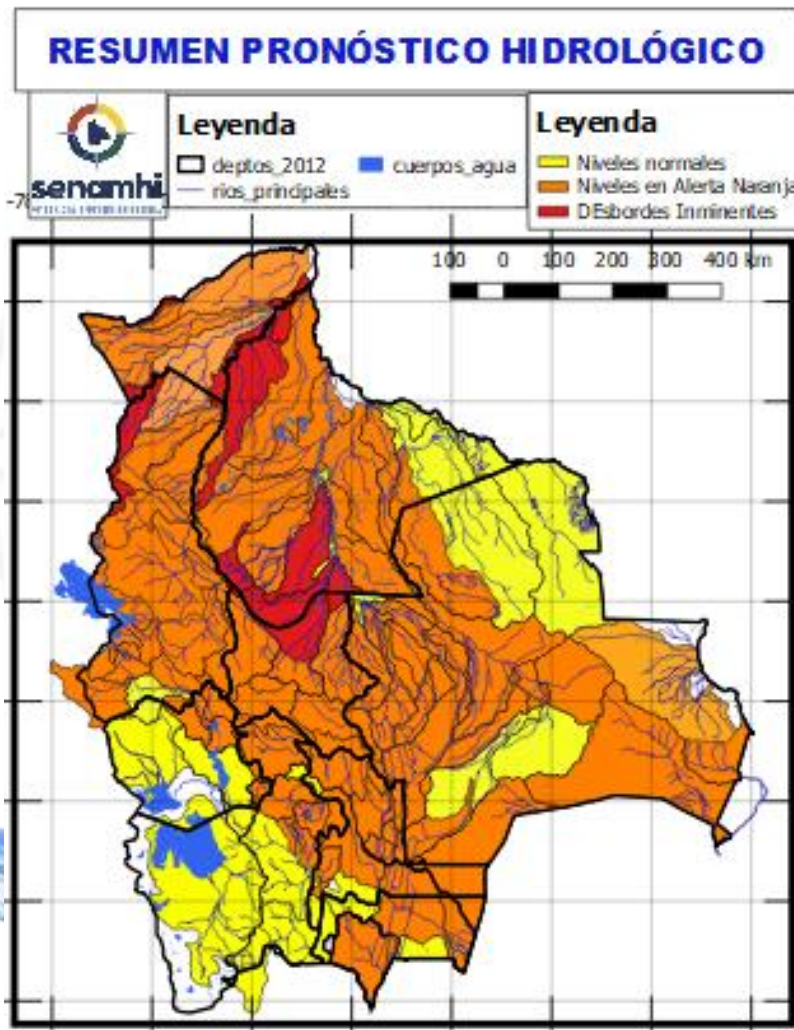 RESUMEN PRONÓSTICO HIDROLÓGICO
senamhi
Leyenda
deptos_2012
cuerpos_agua
rios_principales
Leyenda
Niveles normales
Niveles en Alerta Naranja
DEsbordes Inminentes
100 0 100 200 300 400 km